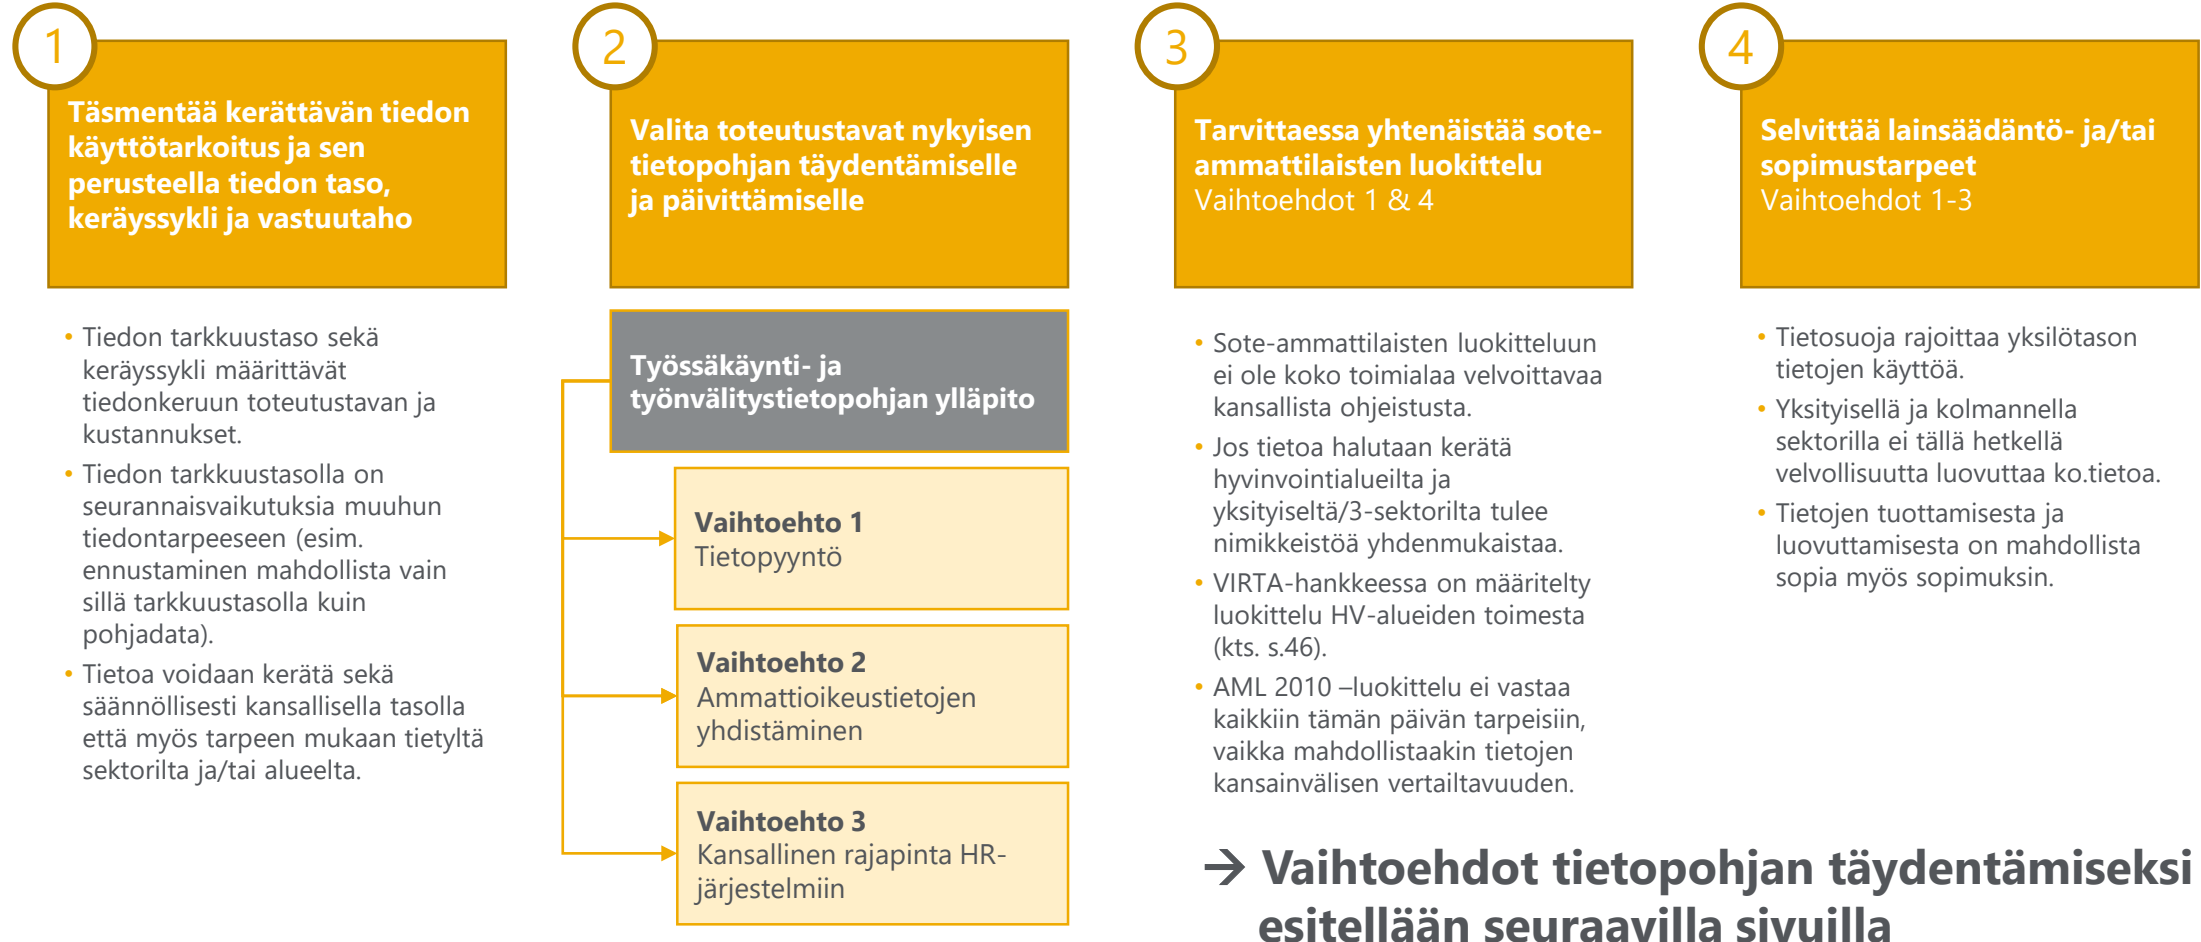 1
Täsmentää kerättävän tiedon
käyttötarkoitus ja sen
perusteella tiedon taso,
keräyssykli ja vastuutaho
• Tiedon tarkkuustaso sekä
keräyssykli määrittävät
tiedonkeruun toteutustavan ja
kustannukset.
• Tiedon tarkkuustasolla on
seurannaisvaikutuksia muuhun
tiedontarpeeseen (esim.
ennustaminen mahdollista vain
sillä tarkkuustasolla kuin
pohjadata).
• Tietoa voidaan kerätä sekä
säännöllisesti kansallisella tasolla
että myös tarpeen mukaan tietyltä
sektorilta ja/tai alueelta.
2
Valita toteutustavat nykyisen
tietopohjan täydentämiselle
ja päivittämiselle
Työssäkäynti- ja
työnvälitystietopohjan ylläpito
Vaihtoehto 1
Tietopyyntö
Vaihtoehto 2
Ammattioikeustietojen
yhdistäminen
Vaihtoehto 3
Kansallinen rajapinta HR-
järjestelmiin
3
Tarvittaessa yhtenäistää sote-
ammattilaisten luokittelu
Vaihtoehdot 1 & 4
• Sote-ammattilaisten luokitteluun
ei ole koko toimialaa velvoittavaa
kansallista ohjeistusta.
• Jos tietoa halutaan kerätä
hyvinvointialueilta ja
yksityiseltä/3-sektorilta tulee
nimikkeistöä yhdenmukaistaa.
• VIRTA-hankkeessa on määritelty
luokittelu HV-alueiden toimesta
(kts. s.46).
• AML 2010 –luokittelu ei vastaa
kaikkiin tämän päivän tarpeisiin,
vaikka mahdollistaakin tietojen
kansainvälisen vertailtavuuden.
4
Selvittää lainsäädäntö- ja/tai
sopimustarpeet
Vaihtoehdot 1-3
• Tietosuoja rajoittaa yksilötason
tietojen käyttöä.
• Yksityisellä ja kolmannella
sektorilla ei tällä hetkellä
velvollisuutta luovuttaa ko.tietoa.
• Tietojen tuottamisesta ja
luovuttamisesta on mahdollista
sopia myös sopimuksin.
→ Vaihtoehdot tietopohjan täydentämiseksi
esitellään seuraavilla sivuilla